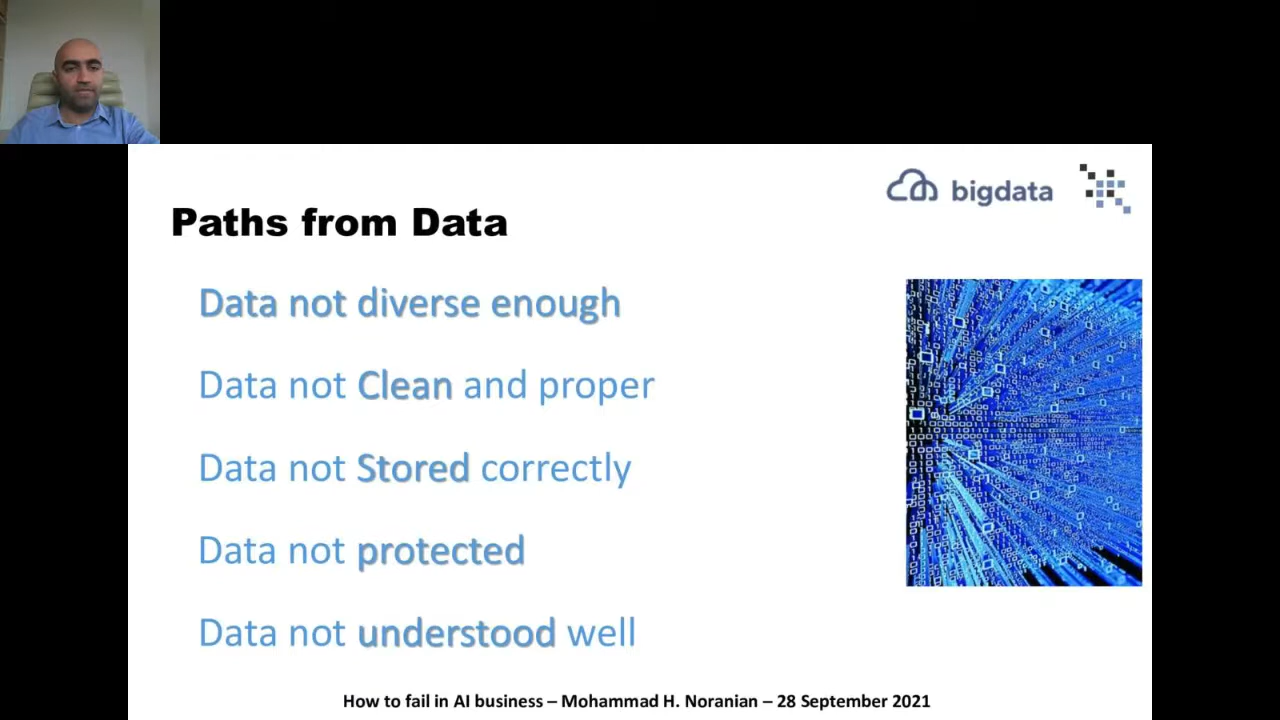 bigdata
Paths from Data
Data not diverse enough
Data not Clean and proper
Data not Stored correctly
Data not protected
Data not understood well
How to fail in AI business – Mohammad H. Noranian – 28 September 2021